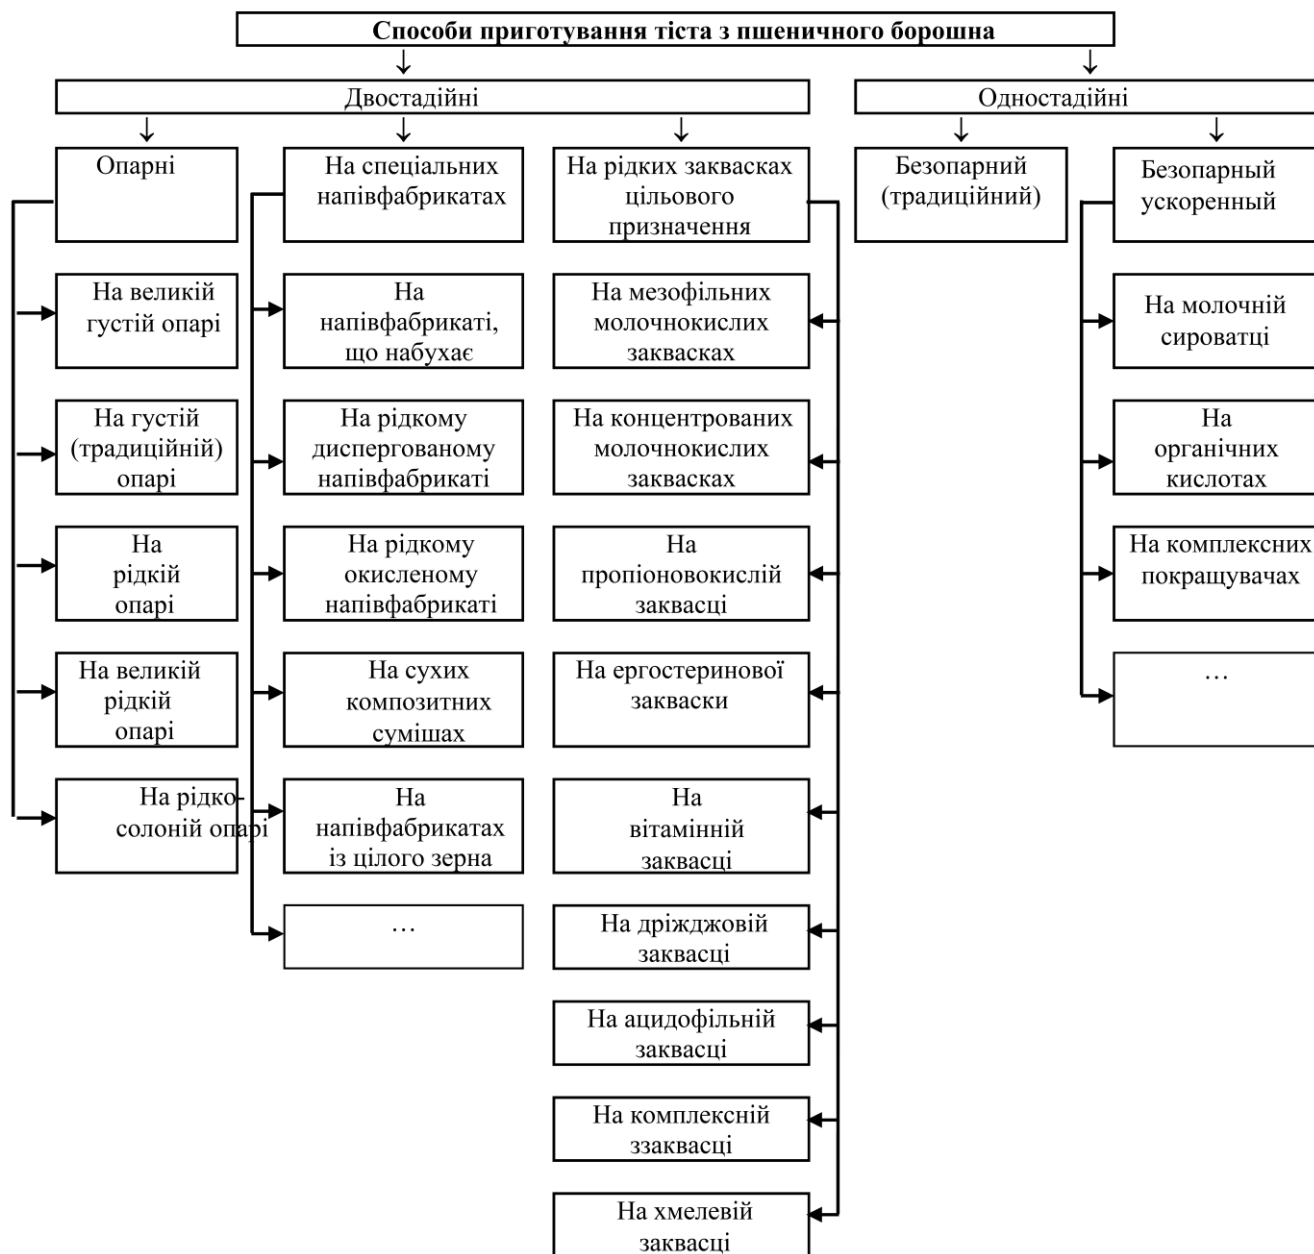 Способи приготування тіста з пшеничного борошна
Двостадійні
Одностадійні
Опарні
На спеціальних
напівфабрикатах
На рідких заквасках
цільового
призначення
Безопарний
(традиційний)
Безопарный
ускоренный
На великій
густій опарі
На
напівфабрикаті,
що набухає
На мезофільних
молочнокислих
заквасках
На молочній
сироватці
На густій
(традиційній)
опарі
На рідкому
диспергованому
напівфабрикаті
На концентрованих
молочнокислих
заквасках
На
органічних
кислотах
На
рідкій
опарі
На рідкому
окисленому
напівфабрикаті
На
пропіоновокислій
заквасці
На комплексних
покращувачах
На великій
рідкій
опарі
На сухих
композитних
сумішах
На ергостеринової
закваски
…
На рідко-
солоній опарі
На
напівфабрикатах
із цілого зерна
На
вітамінній
заквасці
…
На дріжджовій
заквасці
На ацидофільній
заквасці
На комплексній
ззаквасці
На хмелевій
заквасці